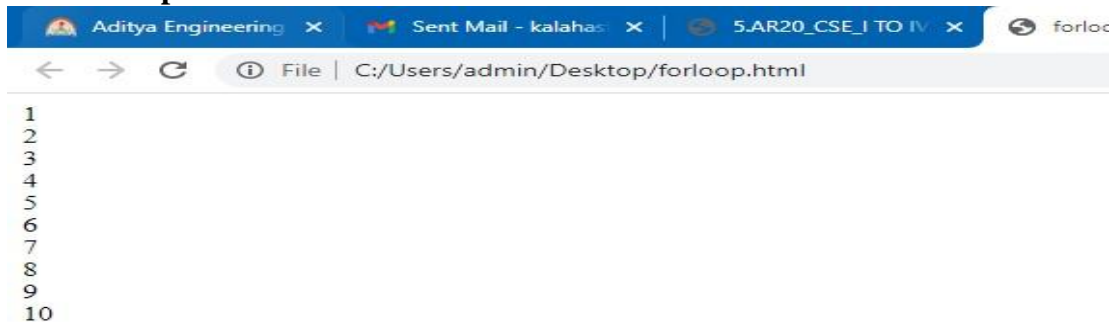 Aditya Engineering
Sent Mail - kalahas
5.AR20_CSE_I TO IV
forloo
File | C:/Users/admin/Desktop/forloop.html
1
2
3
4
5
6
7
8
9
10